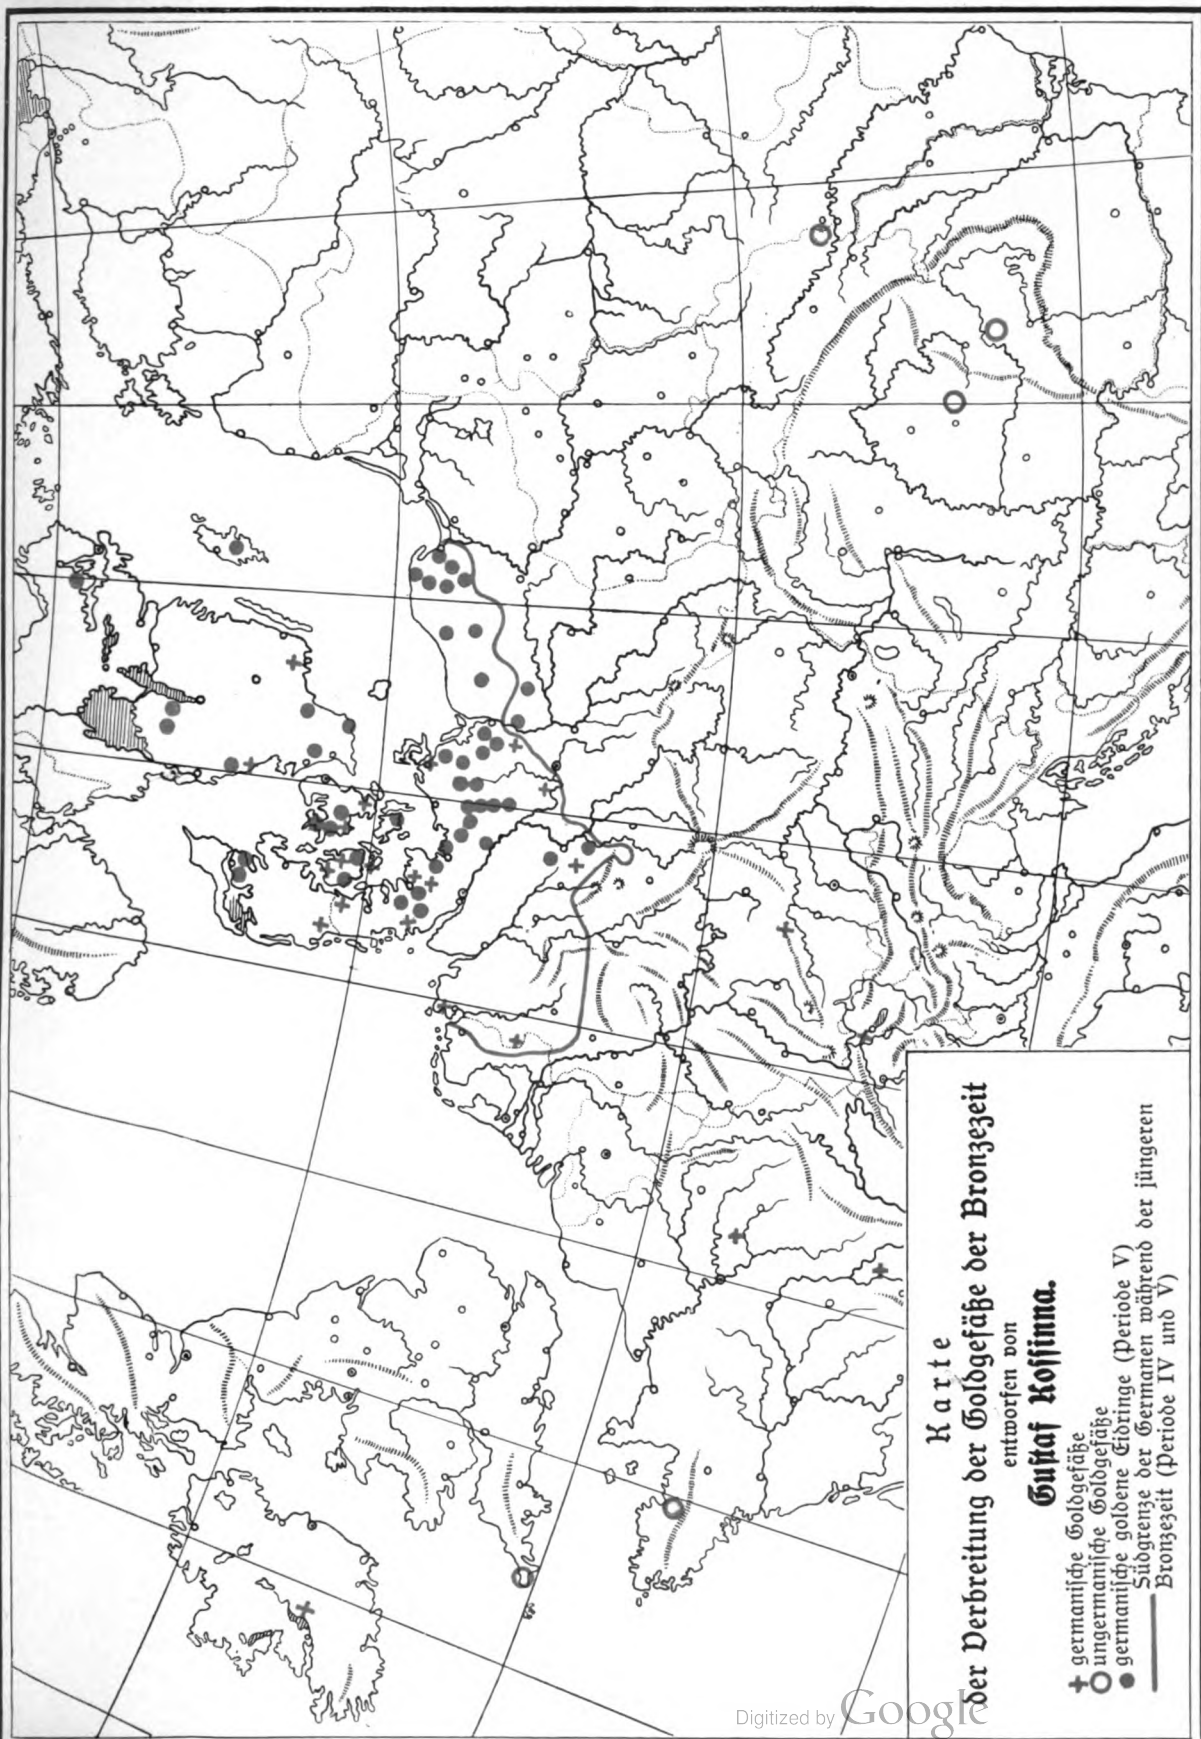 Karte
der Verbreitung der Goldgefäße der Bronzezeit
entworfen von
Gustaf Kossinna.
germanische Goldgefäße
ungermanische Goldgefäße
germanische goldene Eidringe (Periode V)
Südgrenze der Germanen während der jüngeren
Bronzezeit (Periode IV und V)
Digitized by Google